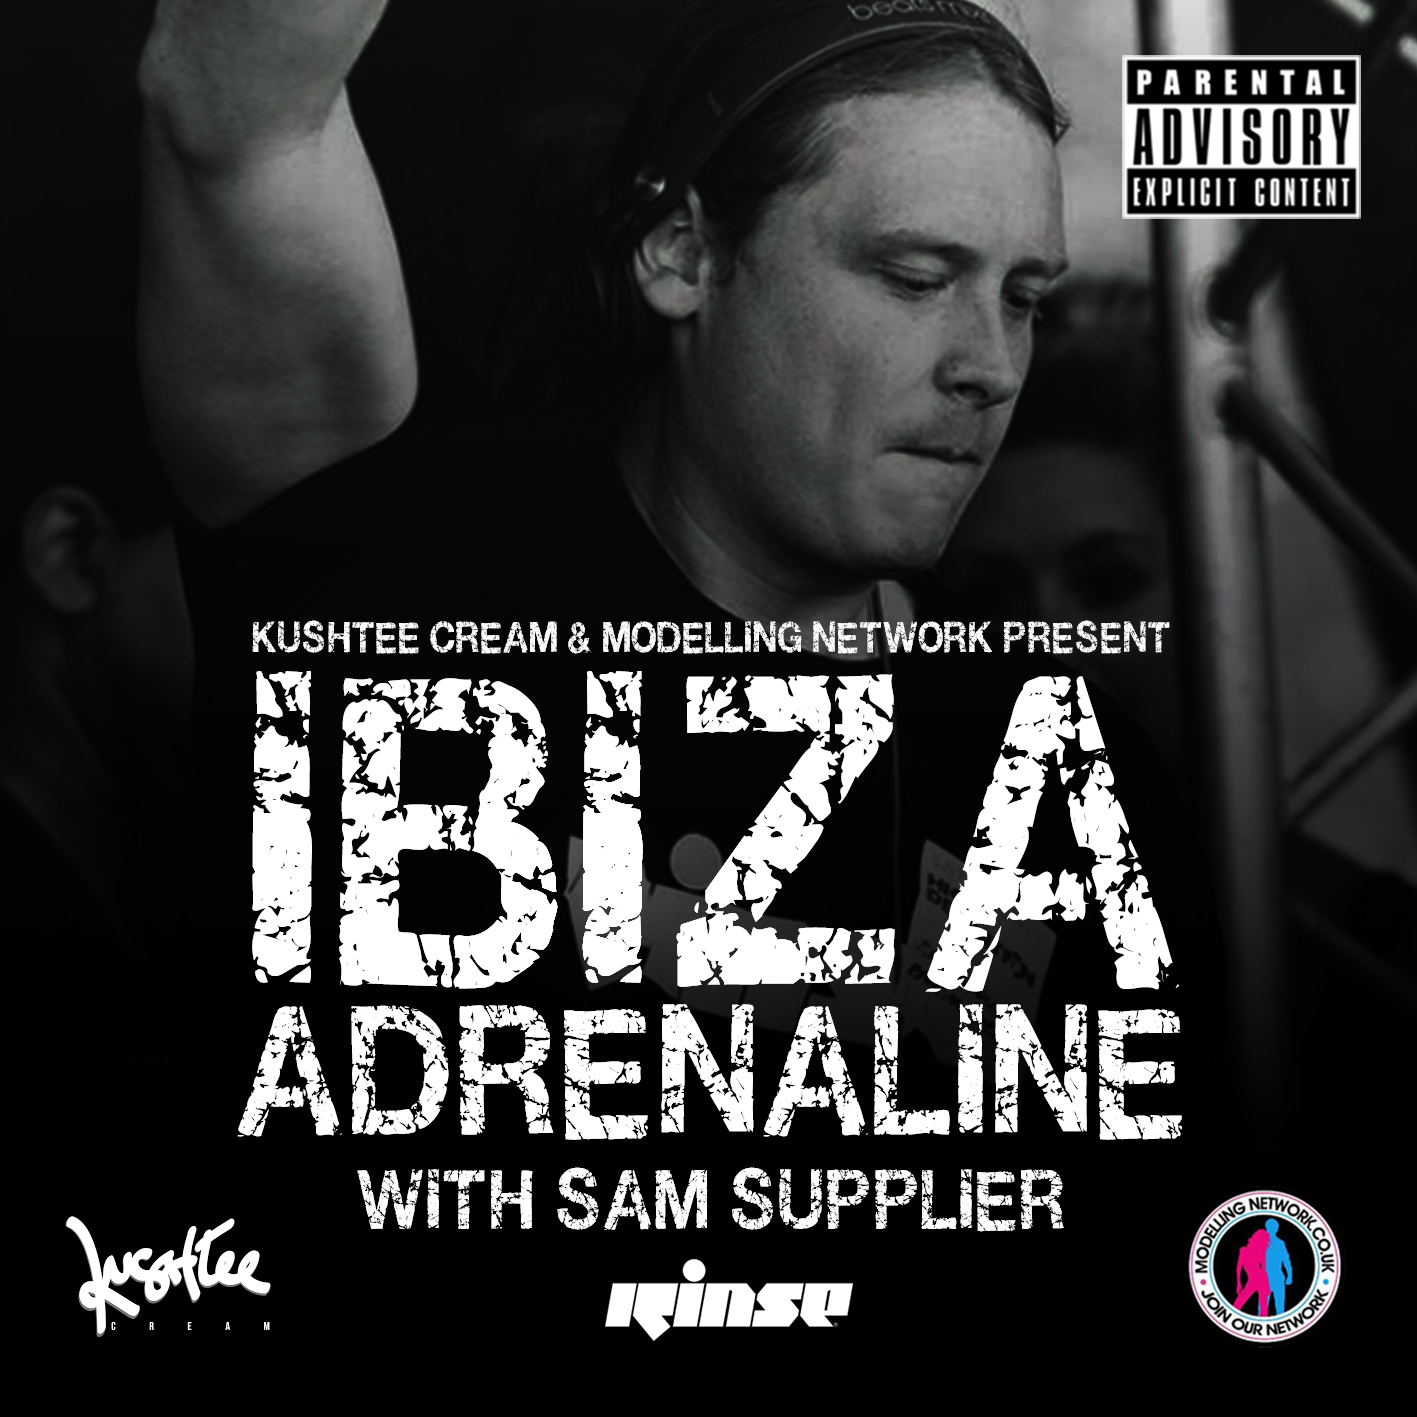 beatsmix
PARENTAL
ADVISORY
EXPLICIT CONTENT
KUSHTEE CREAM & MODELLING NETWORK PRESENT
IBIZA
ADRENALINE
WITH SAM SUPPLIER
Kushtee
CREAM
Rinse
MODELLING NETWORK.CO.UK
JOIN OUR NETWORK